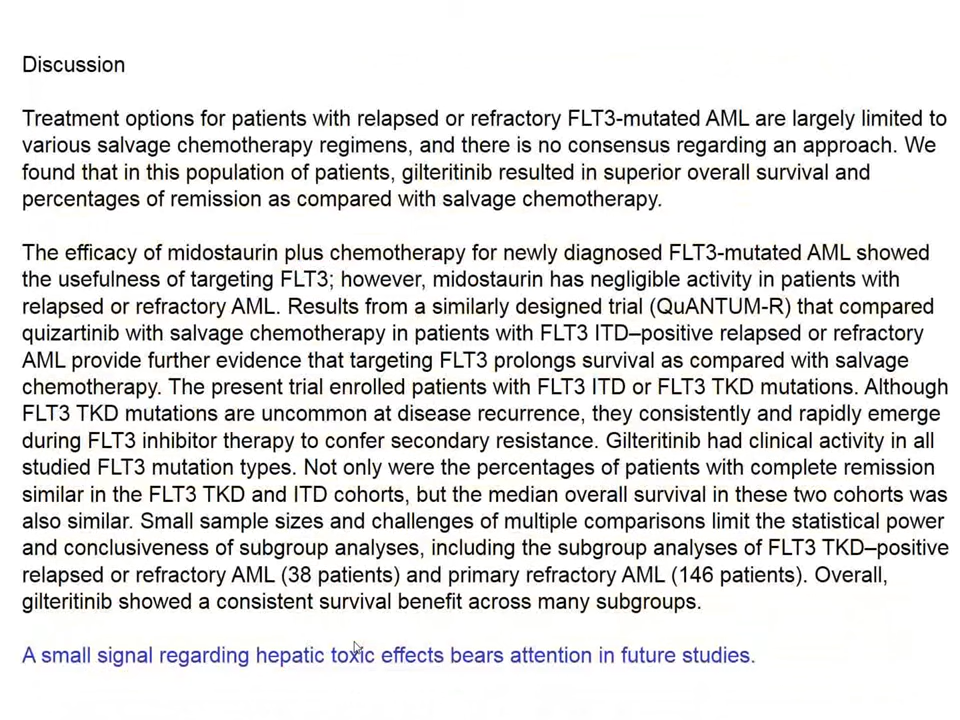 Discussion
Treatment options for patients with relapsed or refractory FLT3-mutated AML are largely limited to
various salvage chemotherapy regimens, and there is no consensus regarding an approach. We
found that in this population of patients, gilteritinib resulted in superior overall survival and
percentages of remission as compared with salvage chemotherapy.
The efficacy of midostaurin plus chemotherapy for newly diagnosed FLT3-mutated AML showed
the usefulness of targeting FLT3; however, midostaurin has negligible activity in patients with
relapsed or refractory AML. Results from a similarly designed trial (QuANTUM-R) that compared
quizartinib with salvage chemotherapy in patients with FLT3 ITD–positive relapsed or refractory
AML provide further evidence that targeting FLT3 prolongs survival as compared with salvage
chemotherapy. The present trial enrolled patients with FLT3 ITD or FLT3 TKD mutations. Although
FLT3 TKD mutations are uncommon at disease recurrence, they consistently and rapidly emerge
during FLT3 inhibitor therapy to confer secondary resistance. Gilteritinib had clinical activity in all
studied FLT3 mutation types. Not only were the percentages of patients with complete remission
similar in the FLT3 TKD and ITD cohorts, but the median overall survival in these two cohorts was
also similar. Small sample sizes and challenges of multiple comparisons limit the statistical power
and conclusiveness of subgroup analyses, including the subgroup analyses of FLT3 TKD–positive
relapsed or refractory AML (38 patients) and primary refractory AML (146 patients). Overall,
gilteritinib showed a consistent survival benefit across many subgroups.
A small signal regarding hepatic toxic effects bears attention in future studies.